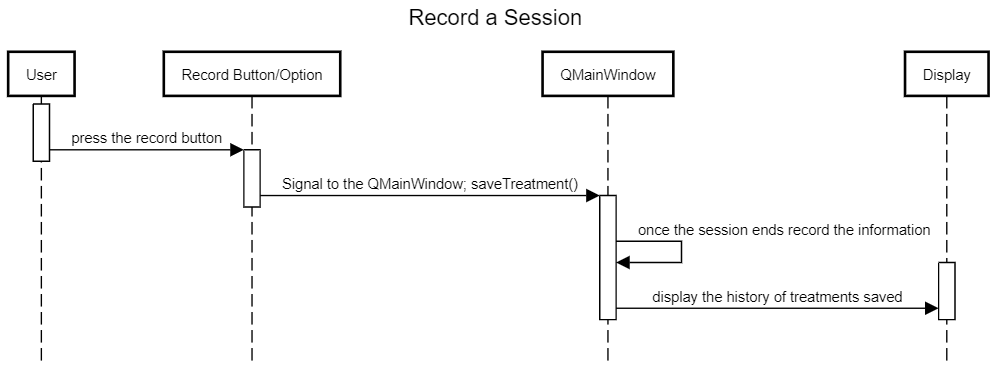 Record a Session
User
Record Button/Option
QMainWindow
Display
press the record button
Signal to the QMainWindow; saveTreatment()
once the session ends record the information
display the history of treatments saved